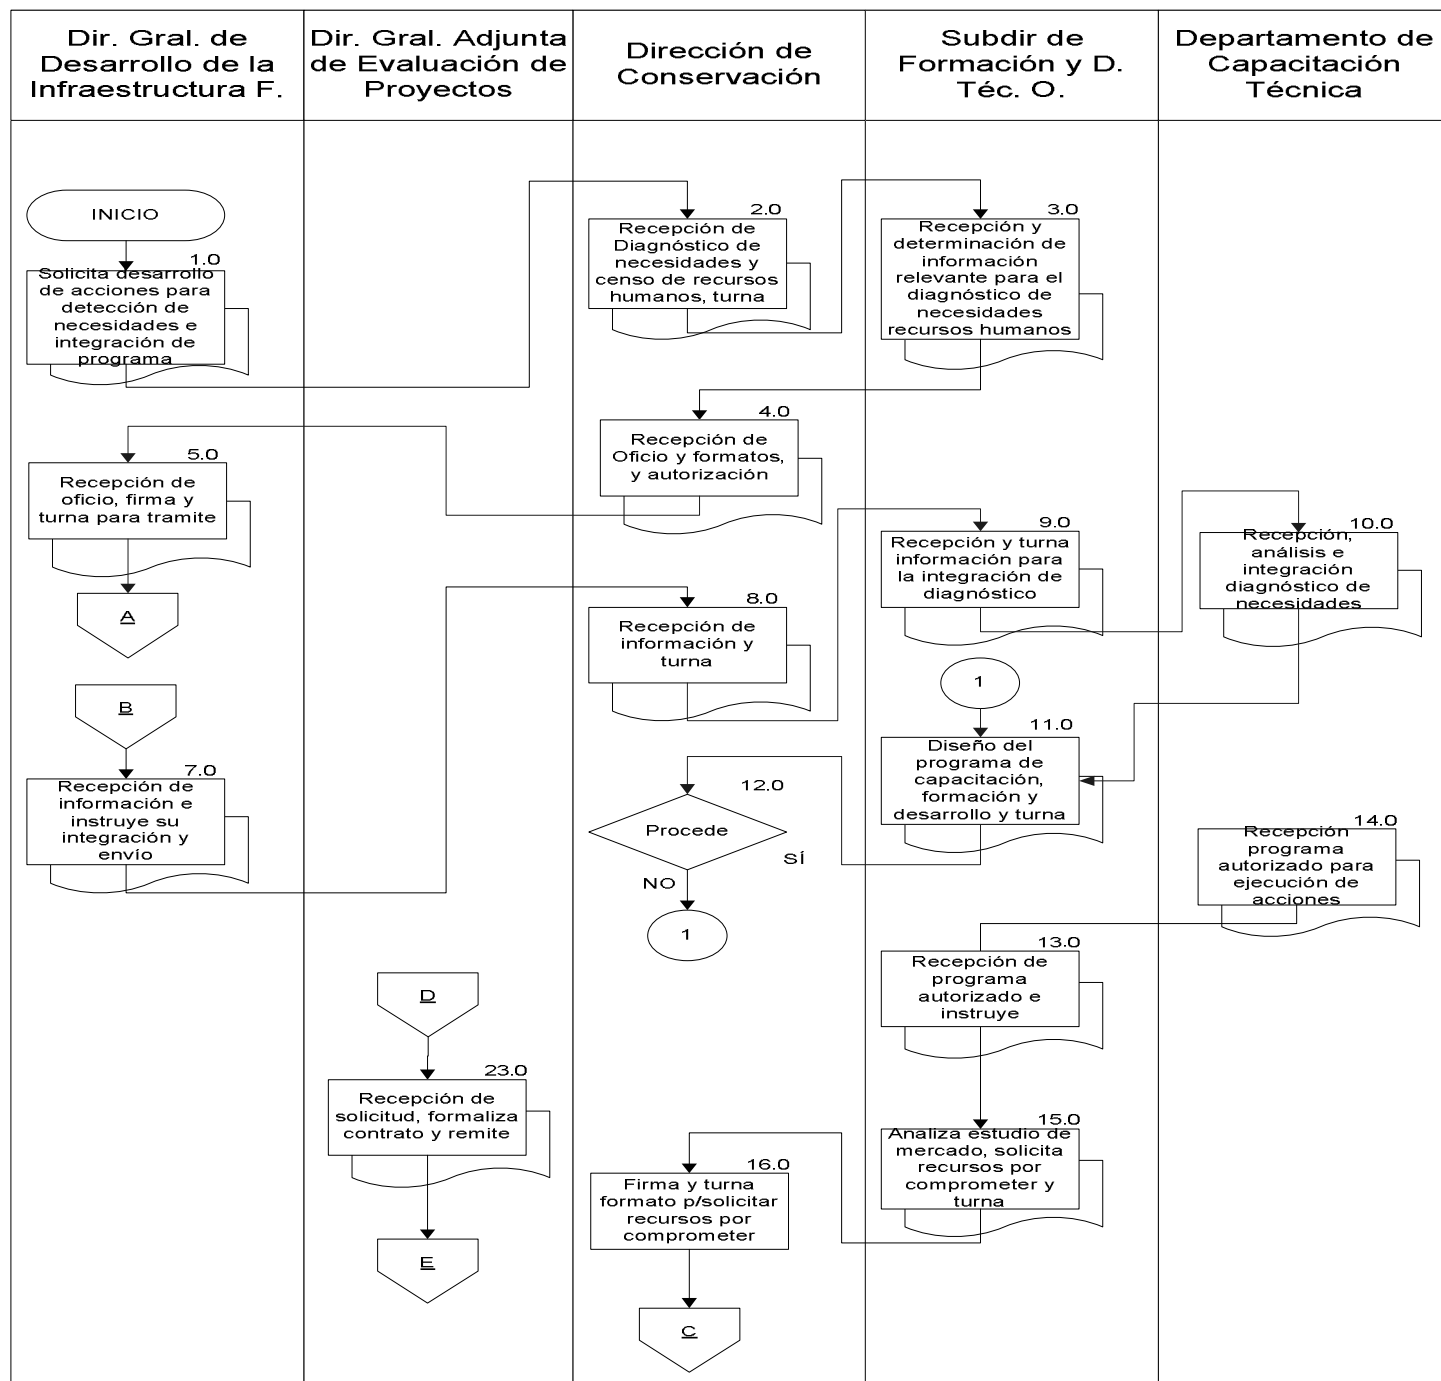 Dir. Gral. de
Desarrollo de la
Infraestructura F.
Dir. Gral. Adjunta
de Evaluación de
Proyectos
Dirección de
Conservación
Subdir de
Formación y D.
Téc. O.
Departamento de
Capacitación
Técnica
INICIO
1.0
Solicita desarrollo
de acciones para
detección de
necesidades e
integración de
programa
2.0
Recepción de
Diagnóstico de
necesidades y
censo de recursos
humanos, turna
3.0
Recepción y
determinación de
información
relevante para el
diagnóstico de
necesidades
recursos humanos
4.0
Recepción de
Oficio y formatos,
y autorización
5.0
Recepción de
oficio, firma y
turna para tramite
A
B
7.0
Recepción de
información e
instruye su
integración y
envío
8.0
Recepción de
información y
turna
9.0
Recepción y turna
información para
la integración de
diagnóstico
10.0
Recepción,
análisis e
integración
diagnóstico de
necesidades
1
11.0
Diseño del
programa de
capacitación,
formación y
desarrollo y turna
12.0
Procede
SÍ
NO
1
14.0
Recepción
programa
autorizado para
ejecución de
acciones
13.0
Recepción de
programa
autorizado e
instruye
D
23.0
Recepción de
solicitud, formaliza
contrato y remite
E
15.0
Analiza estudio de
mercado, solicita
recursos por
comprometer y
turna
16.0
Firma y turna
formato p/solicitar
recursos por
comprometer
C